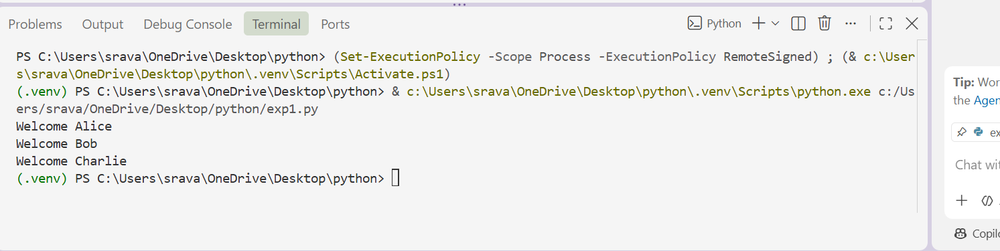 Problems Output Debug Console Terminal Ports Python
PS C:\Users\srava\OneDrive\Desktop\python> (Set-ExecutionPolicy -Scope Process -ExecutionPolicy RemoteSigned) ; (& c:\User
s\srava\OneDrive\Desktop\python\.venv\Scripts\Activate.ps1)
(.venv) PS C:\Users\srava\OneDrive\Desktop\python> & c:\Users\srava\OneDrive\Desktop\python\.venv\Scripts\python.exe c:/Us
ers/srava/OneDrive/Desktop/python/exp1.py
Welcome Alice
Welcome Bob
Welcome Charlie
(.venv) PS C:\Users\srava\OneDrive\Desktop\python>
Tip: Wor
the Agen
ex
Chat wit
Copilo